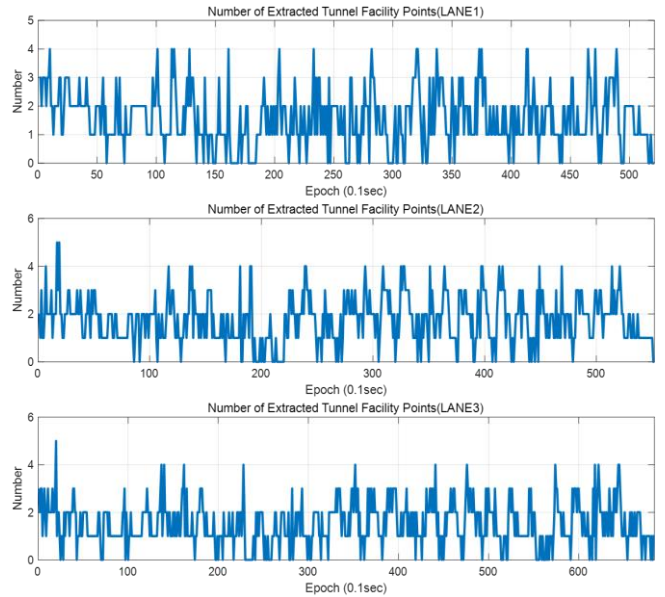 Number of Extracted Tunnel Facility Points(LANE1)
5
4
3
2
1
0
Number
0 50 100 150 200 250 300 350 400 450 500
Epoch (0.1sec)
Number of Extracted Tunnel Facility Points(LANE2)
6
4
2
0
Number
0 100 200 300 400 500
Epoch (0.1sec)
Number of Extracted Tunnel Facility Points(LANE3)
6
4
2
0
Number
0 100 200 300 400 500 600
Epoch (0.1sec)